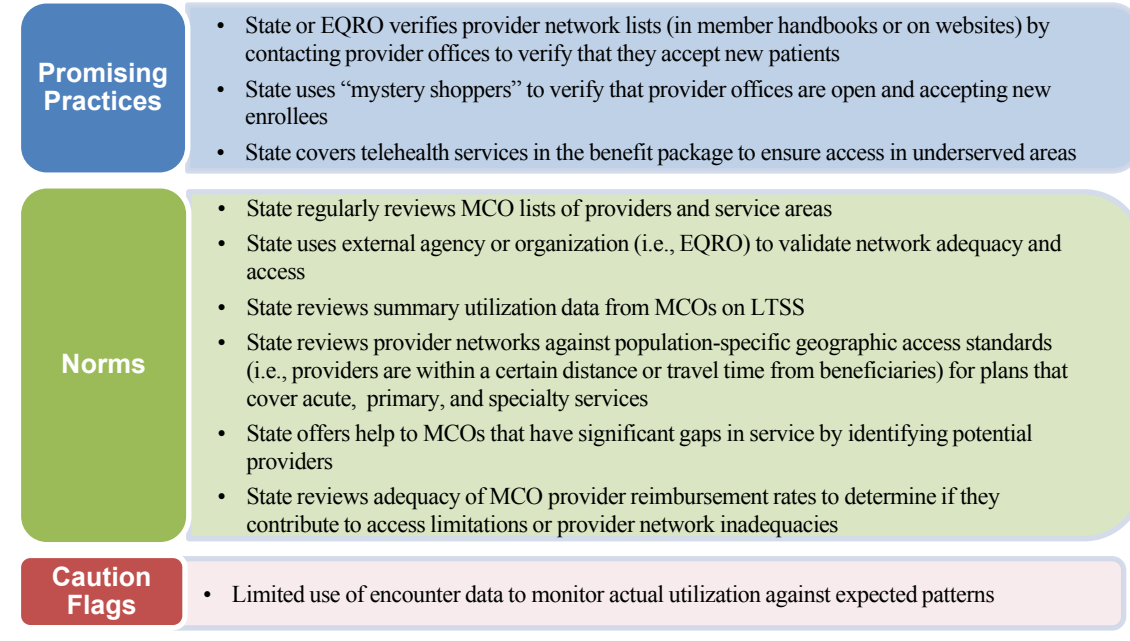 Promising
Practices
• State or EQRO verifies provider network lists (in member handbooks or on websites) by
contacting provider offices to verify that they accept new patients
• State uses “mystery shoppers” to verify that provider offices are open and accepting new
enrollees
• State covers telehealth services in the benefit package to ensure access in underserved areas
Norms
• State regularly reviews MCO lists of providers and service areas
• State uses external agency or organization (i.e., EQRO) to validate network adequacy and
access
• State reviews summary utilization data from MCOs on LTSS
• State reviews provider networks against population-specific geographic access standards
(i.e., providers are within a certain distance or travel time from beneficiaries) for plans that
cover acute, primary, and specialty services
• State offers help to MCOs that have significant gaps in service by identifying potential
providers
• State reviews adequacy of MCO provider reimbursement rates to determine if they
contribute to access limitations or provider network inadequacies
Caution
Flags
• Limited use of encounter data to monitor actual utilization against expected patterns